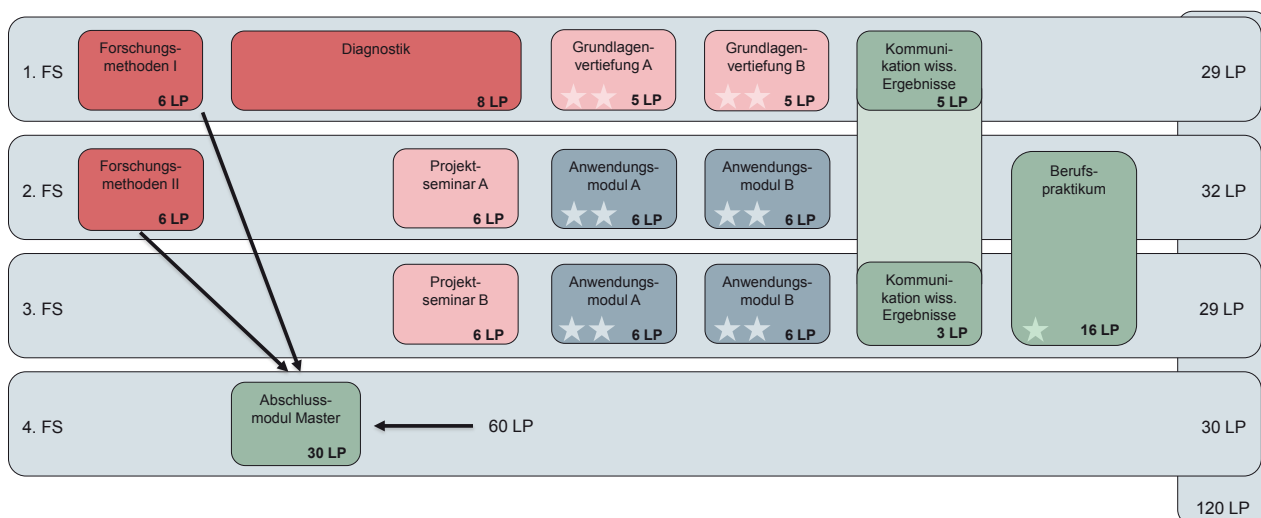 1. FS
Forschungs-
methoden I
6 LP
Diagnostik
8 LP
Grundlagen-
vertiefung A
5 LP
Grundlagen-
vertiefung B
5 LP
Kommuni-
kation wiss.
Ergebnisse
5 LP
29 LP
2. FS
Forschungs-
methoden II
6 LP
Projekt-
seminar A
6 LP
Anwendungs-
modul A
6 LP
Anwendungs-
modul B
6 LP
Berufs-
praktikum
16 LP
32 LP
3. FS
Projekt-
seminar B
6 LP
Anwendungs-
modul A
6 LP
Anwendungs-
modul B
6 LP
Kommuni-
kation wiss.
Ergebnisse
3 LP
29 LP
4. FS
Abschluss-
modul Master
30 LP
60 LP
30 LP
120 LP